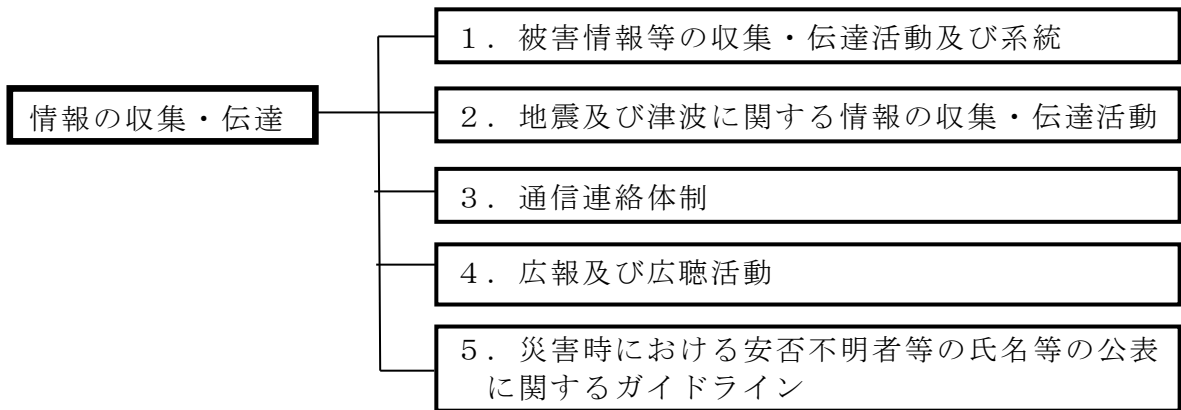 情報の収集・伝達
１．被害情報等の収集・伝達活動及び系統
２．地震及び津波に関する情報の収集・伝達活動
３．通信連絡体制
４．広報及び広聴活動
５．災害時における安否不明者等の氏名等の公表
に関するガイドライン